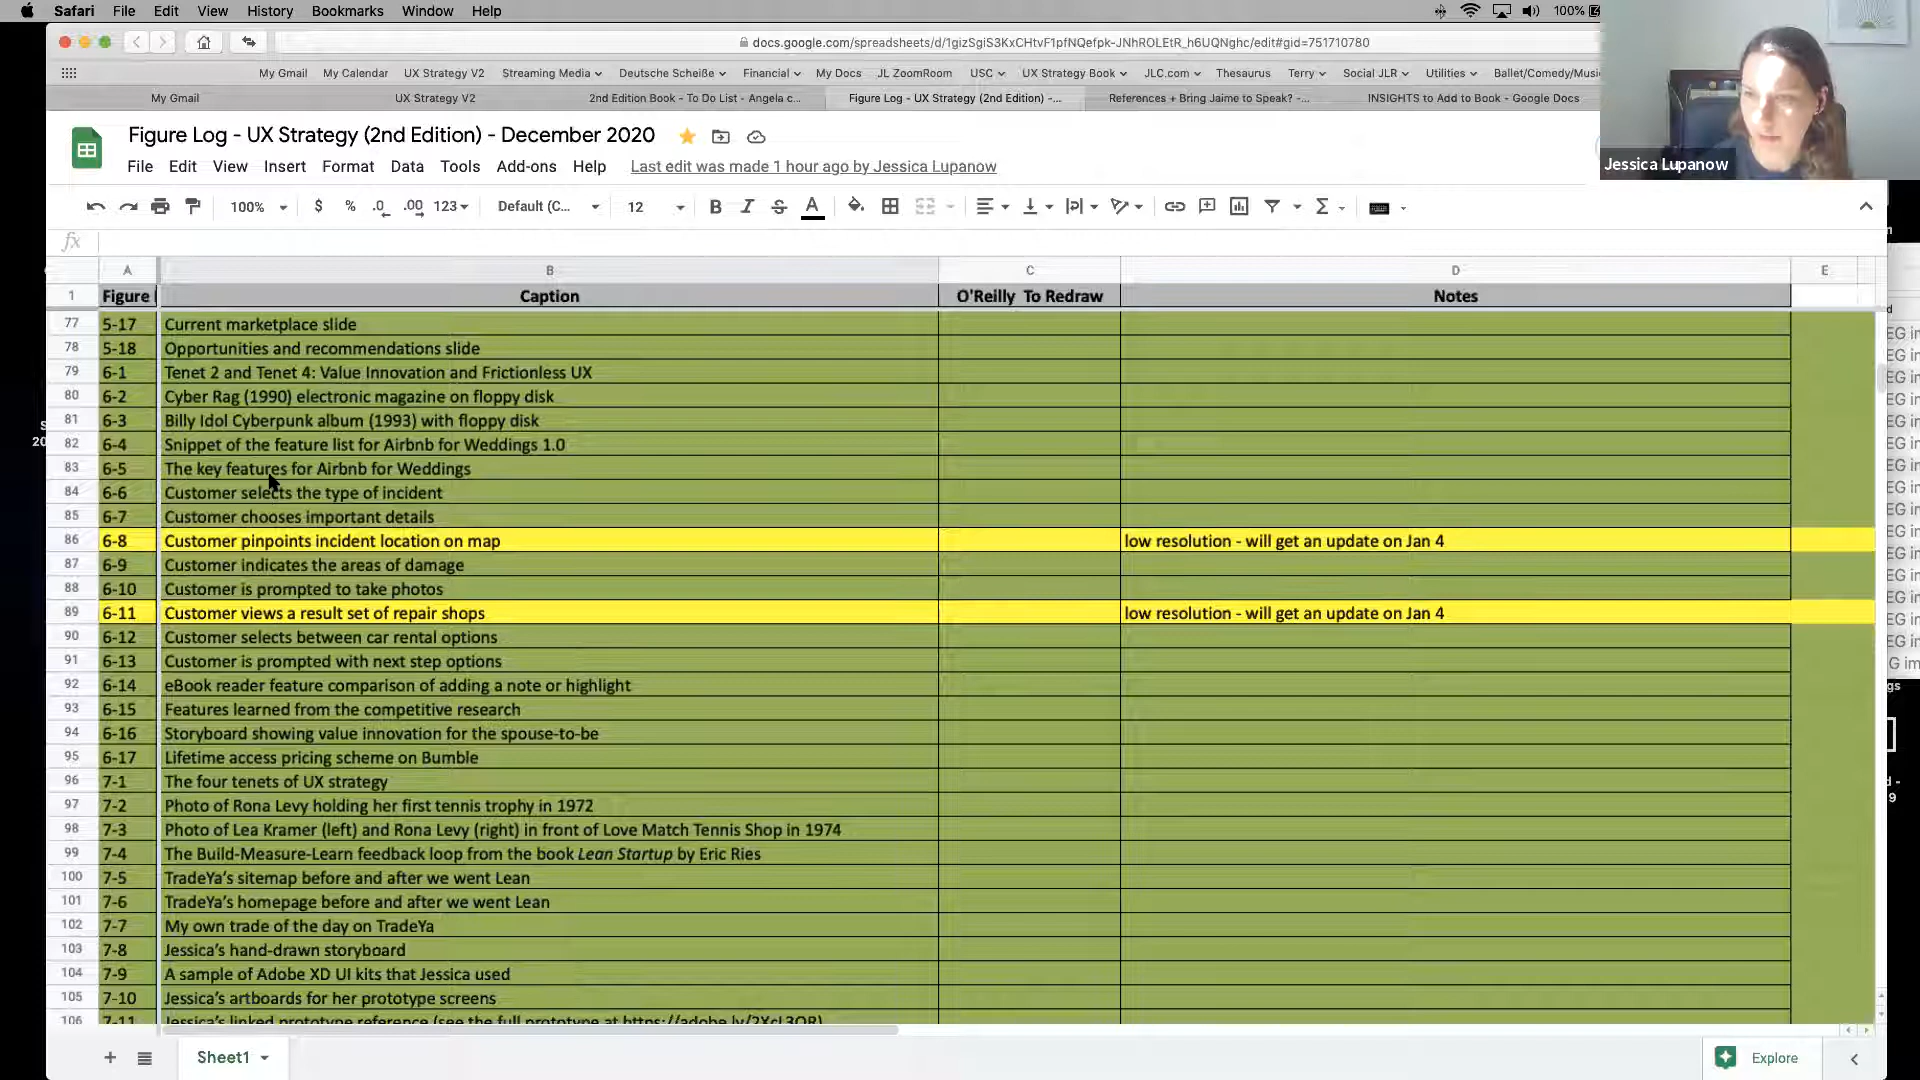 Safari File Edit View History Bookmarks Window Help 100%
docs.google.com/spreadsheets/d/1gizSgiS3KxCHtvF1pfNQefpk-JNhROLEtR_h6UQNghc/edit#gid=751710780
My Gmail My Calendar UX Strategy V2 Streaming Media Deutsche Scheiße Financial My Docs JL ZoomRoom USC UX Strategy Book JLC.com Thesaurus Terry Social JLR Utilities Ballet/Comedy/Musi
My Gmail UX Strategy V2 2nd Edition Book - To Do List - Angela c... Figure Log - UX Strategy (2nd Edition) -... References + Bring Jaime to Speak? -... INSIGHTS to Add to Book - Google Docs
Jessica Lupanow
Figure Log - UX Strategy (2nd Edition) - December 2020
File Edit View Insert Format Data Tools Add-ons Help Last edit was made 1 hour ago by Jessica Lupanow
100% $ % .0 .00 123 Default (C... 12
fx
A B C D E
1 Figure Caption O'Reilly To Redraw Notes
77 5-17 Current marketplace slide
78 5-18 Opportunities and recommendations slide
79 6-1 Tenet 2 and Tenet 4: Value Innovation and Frictionless UX
80 6-2 Cyber Rag (1990) electronic magazine on floppy disk
81 6-3 Billy Idol Cyberpunk album (1993) with floppy disk
82 6-4 Snippet of the feature list for Airbnb for Weddings 1.0
83 6-5 The key features for Airbnb for Weddings
84 6-6 Customer selects the type of incident
85 6-7 Customer chooses important details
86 6-8 Customer pinpoints incident location on map low resolution - will get an update on Jan 4
87 6-9 Customer indicates the areas of damage
88 6-10 Customer is prompted to take photos
89 6-11 Customer views a result set of repair shops low resolution - will get an update on Jan 4
90 6-12 Customer selects between car rental options
91 6-13 Customer is prompted with next step options
92 6-14 eBook reader feature comparison of adding a note or highlight
93 6-15 Features learned from the competitive research
94 6-16 Storyboard showing value innovation for the spouse-to-be
95 6-17 Lifetime access pricing scheme on Bumble
96 7-1 The four tenets of UX strategy
97 7-2 Photo of Rona Levy holding her first tennis trophy in 1972
98 7-3 Photo of Lea Kramer (left) and Rona Levy (right) in front of Love Match Tennis Shop in 1974
99 7-4 The Build-Measure-Learn feedback loop from the book Lean Startup by Eric Ries
100 7-5 TradeYa's sitemap before and after we went Lean
101 7-6 TradeYa's homepage before and after we went Lean
102 7-7 My own trade of the day on TradeYa
103 7-8 Jessica's hand-drawn storyboard
104 7-9 A sample of Adobe XD UI kits that Jessica used
105 7-10 Jessica's artboards for her prototype screens
106 7-11 Jessica's linked prototype reference (see the full prototype at https://adobe.ly/2XcL3QR)
Sheet1 Explore